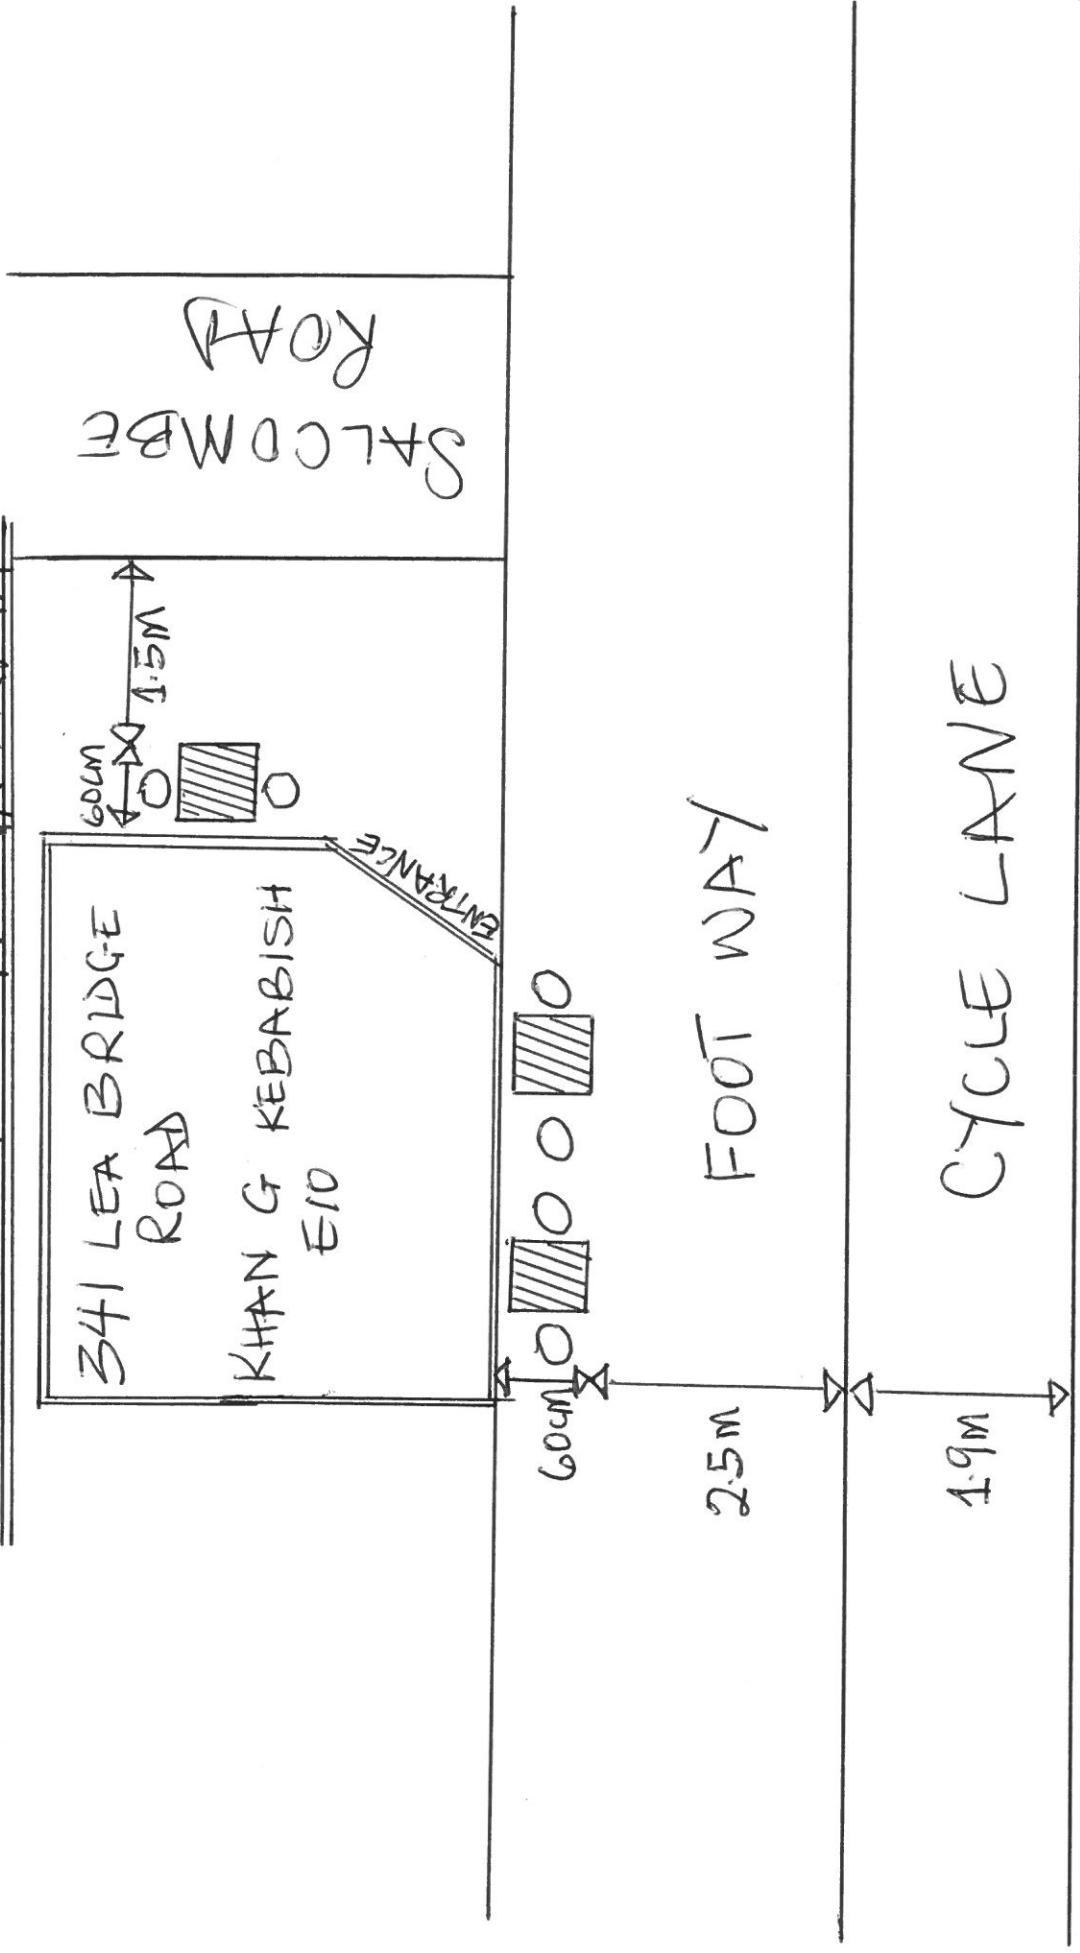 341 LEA BRIDGE
ROAD
KHAN G KEBABISH
E10
ENTRANCE
60cm
1.5M
SALCOMBE
ROAD
60cm
2.5m
FOOT WAY
1.9m
CYCLE LANE